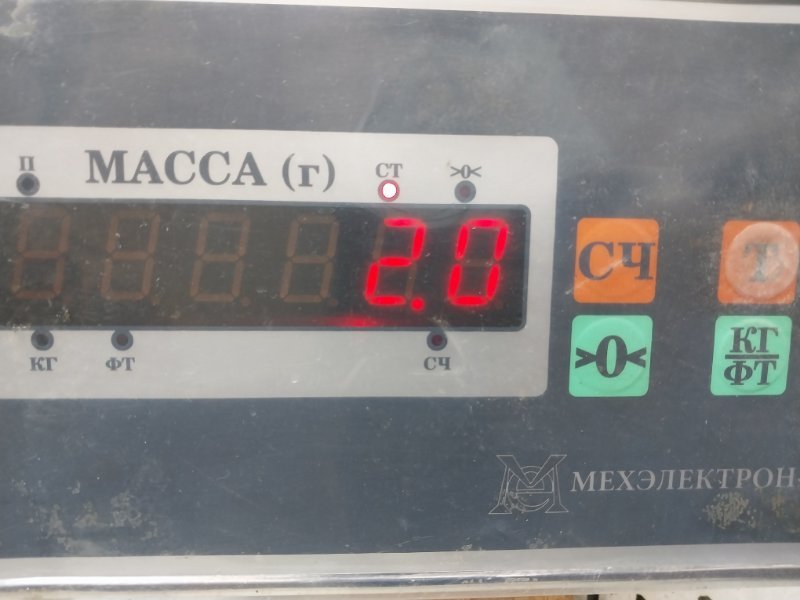 П
МАССА (г)
СТ
>0<
2.0
КГ
ФТ
СЧ
СЧ
Т
>0<
КГ
ФТ
МЕХЭЛЕКТРОН-